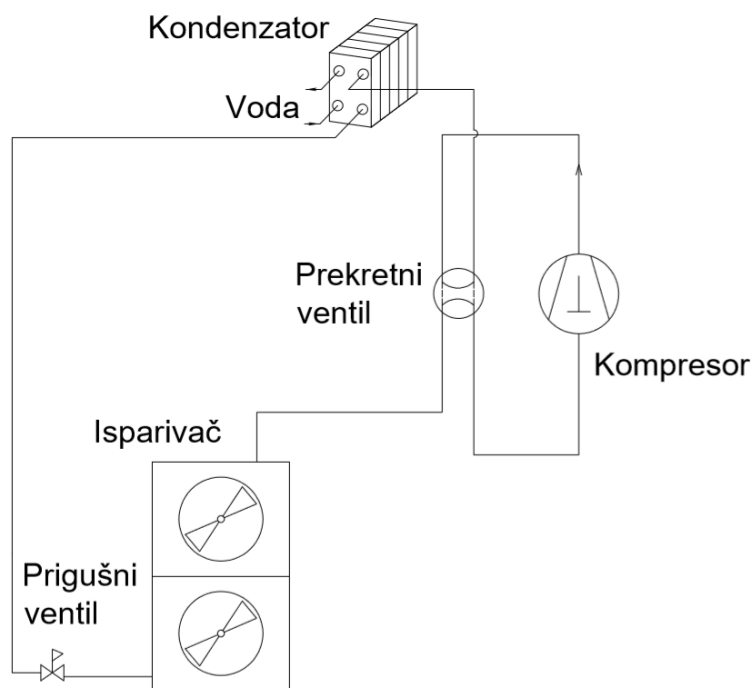 Kondenzator
Voda
Prekretni
ventil
Kompresor
Isparivač
Prigušni
ventil